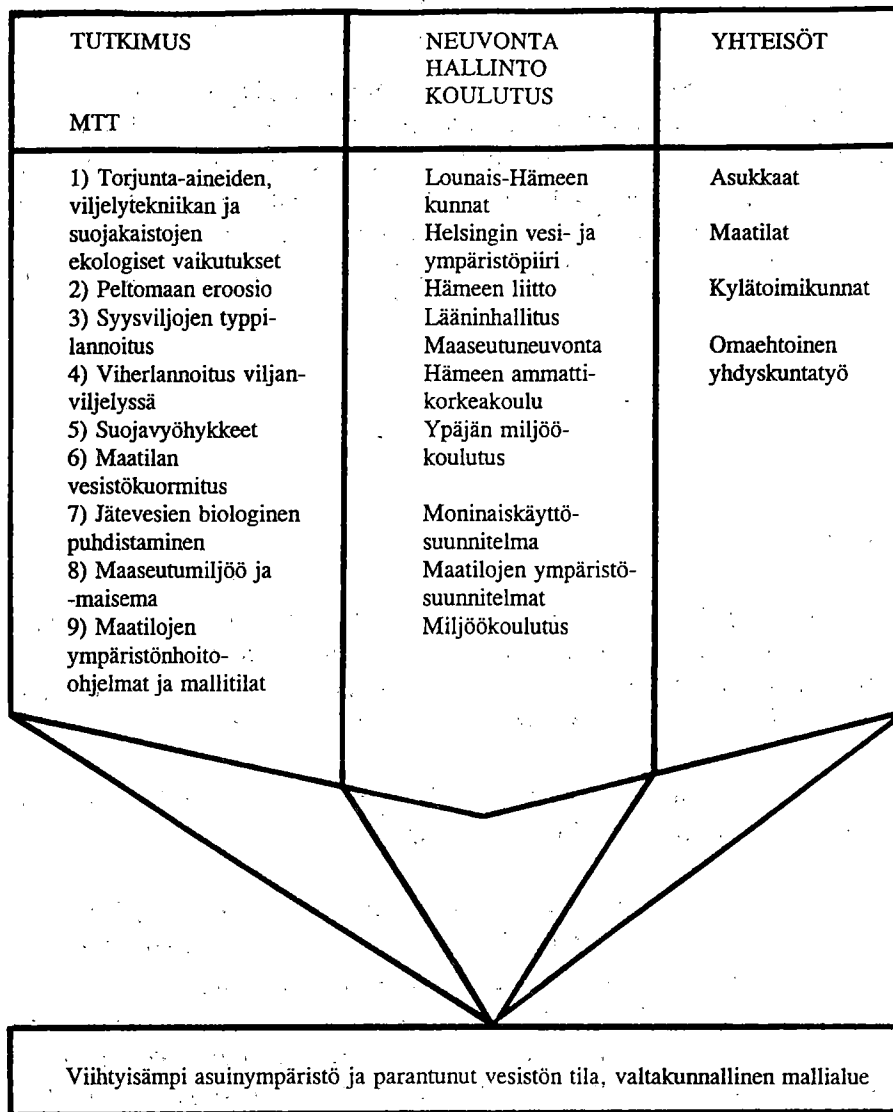 TUTKIMUS
MTT
NEUVONTA
HALLINTO
KOULUTUS
YHTEISÖT
1) Torjunta-aineiden,
viljelytekniikan ja
suojakaistojen
ekologiset vaikutukset
2) Peltomaan eroosio
3) Syysviljojen typpi-
lannoitus
4) Viherlannoitus viljan-
viljelyssä
5) Suojavyöhykkeet
6) Maatilan
vesistökuormitus
7) Jätevesien biologinen
puhdistaminen
8) Maaseutumiljöö ja
-maisema
9) Maatilojen
ympäristönhoito-
ohjelmat ja mallitilat
Lounais-Hämeen
kunnat
Helsingin vesi- ja
ympäristöpiiri
Hämeen liitto
Lääninhallitus
Maaseutuneuvonta
Hämeen ammatti-
korkeakoulu
Ypäjän miljöö-
koulutus
Moninaiskäyttö-
suunnitelma
Maatilojen ympäristö-
suunnitelmat
Miljöökoulutus
Asukkaat
Maatilat
Kylätoimikunnat
Omaehtoinen
yhdyskuntatyö
Viihtyisämpi asuinympäristö ja parantunut vesistön tila, valtakunnallinen mallialue